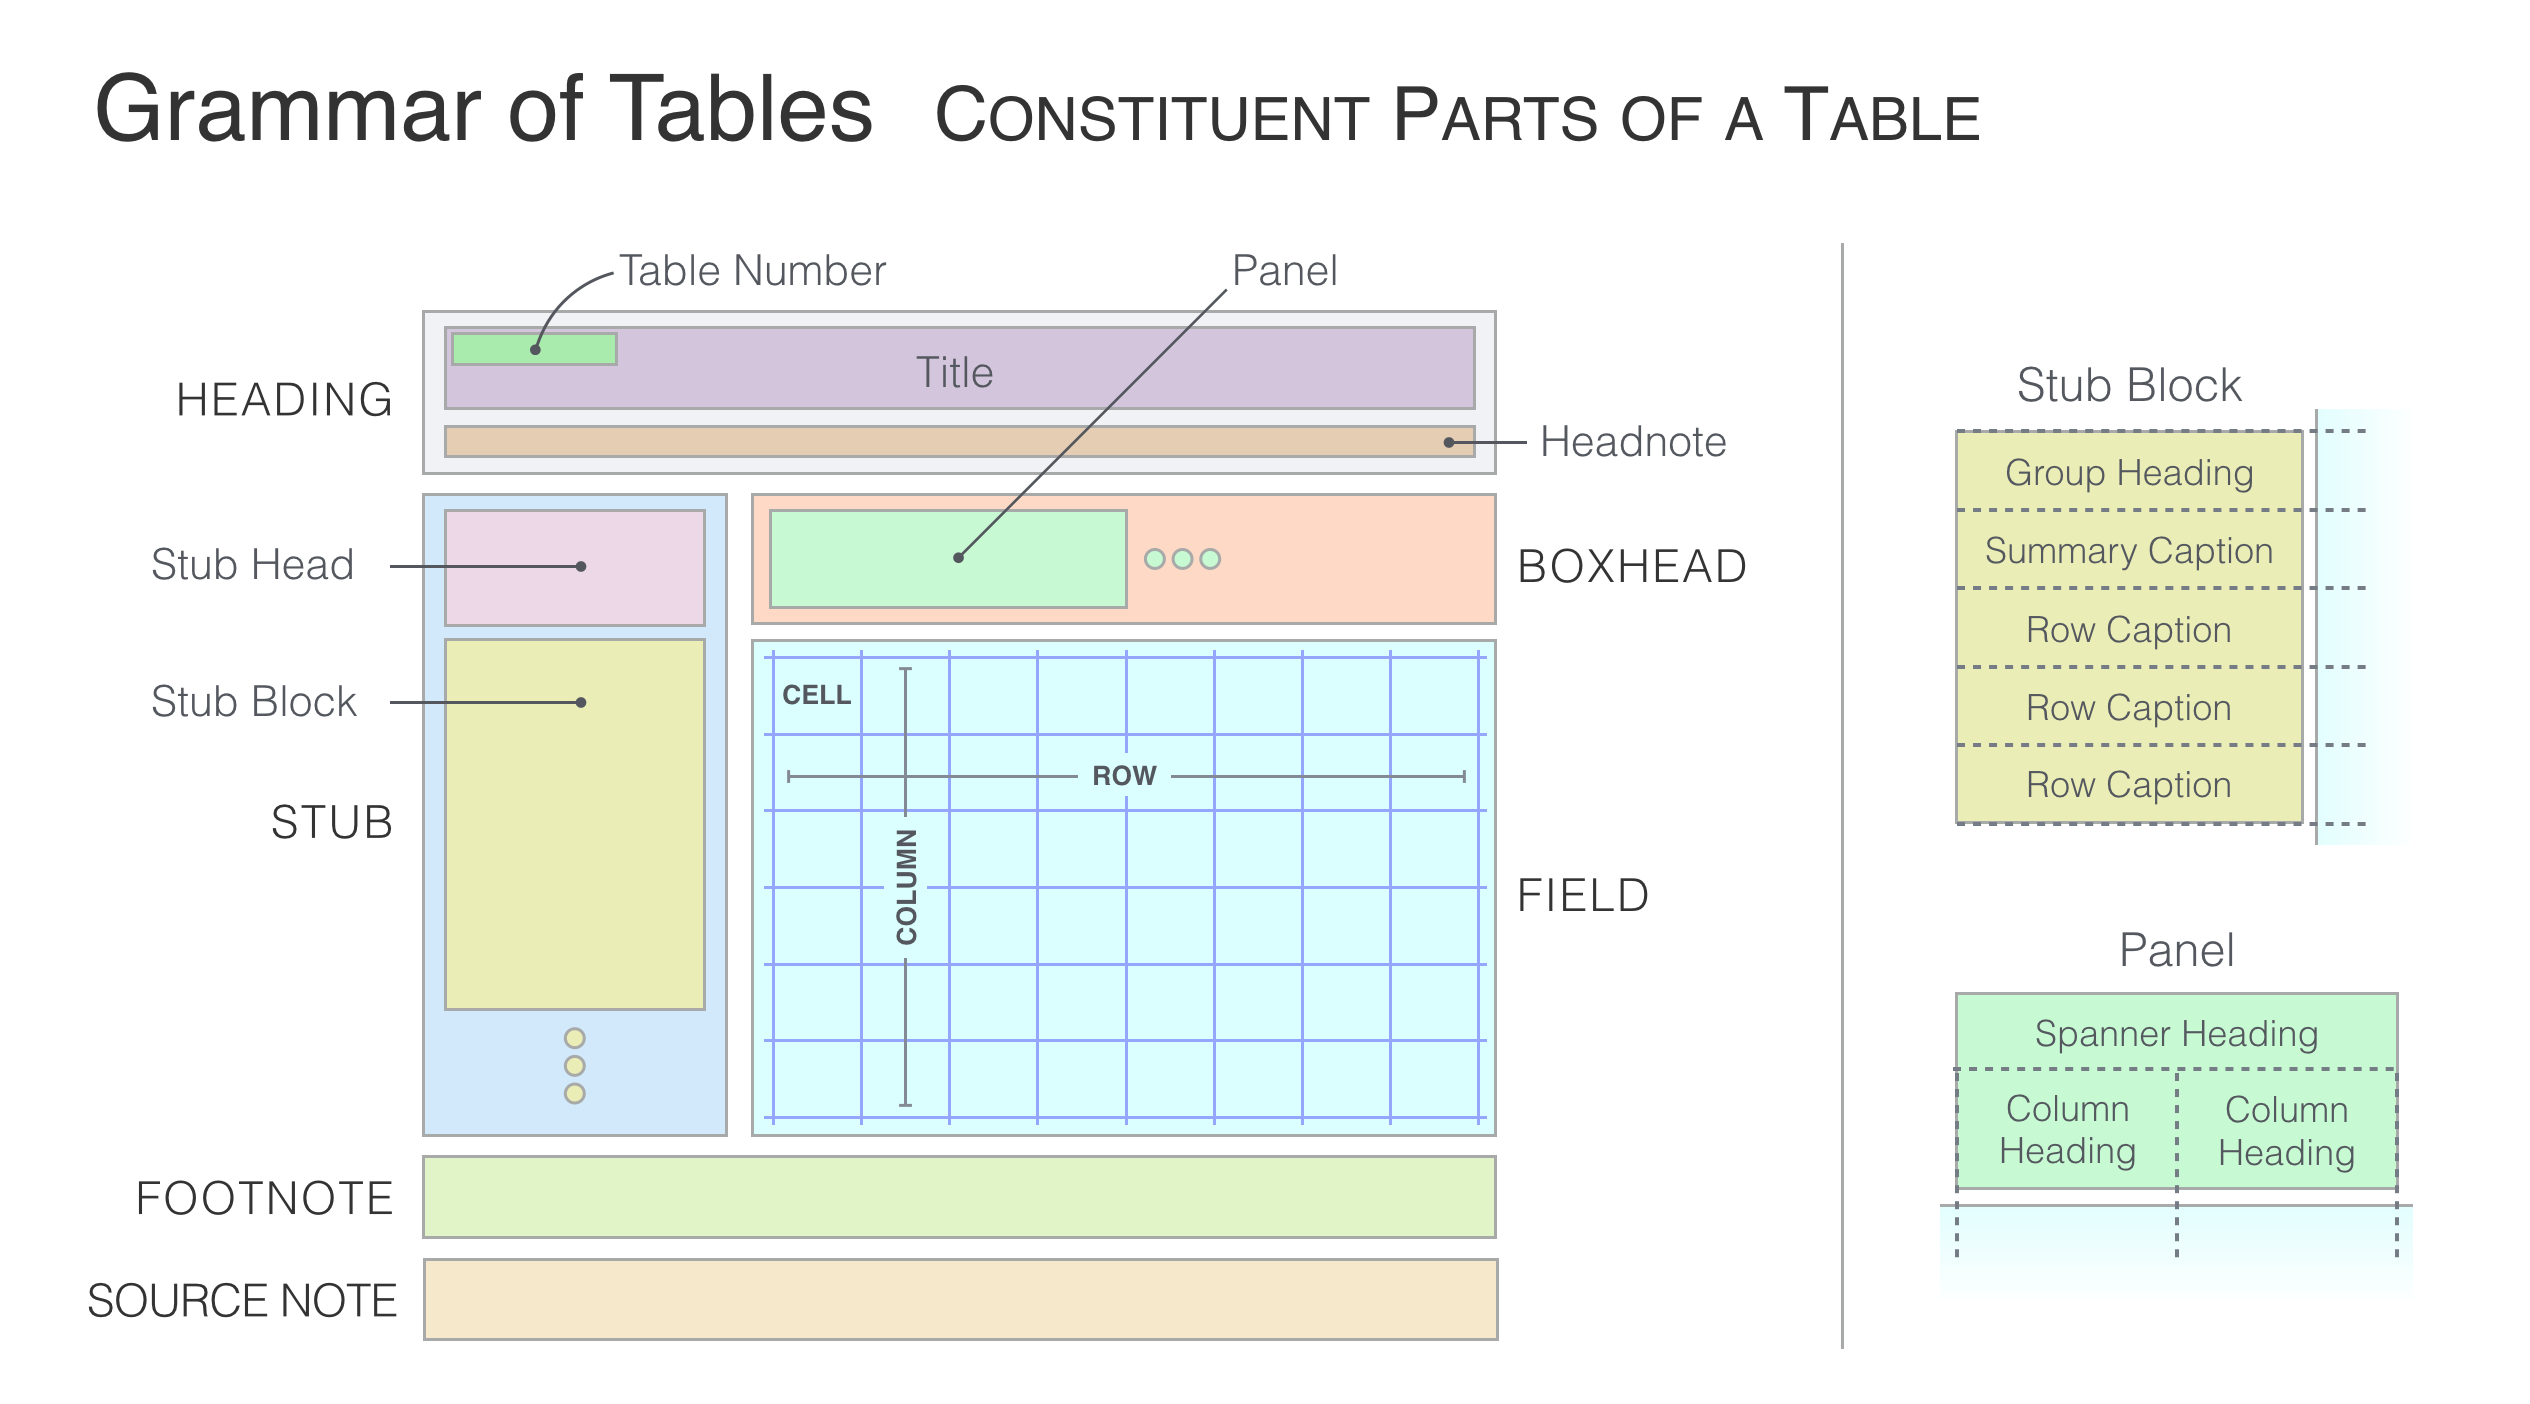 Grammar of Tables CONSTITUENT PARTS OF A TABLE
Table Number
Panel
Title
HEADING
Headnote
Stub Head
BOXHEAD
Stub Block
CELL
ROW
COLUMN
STUB
FIELD
FOOTNOTE
SOURCE NOTE
Stub Block
Group Heading
Summary Caption
Row Caption
Row Caption
Row Caption
Panel
Spanner Heading
Column
Heading
Column
Heading